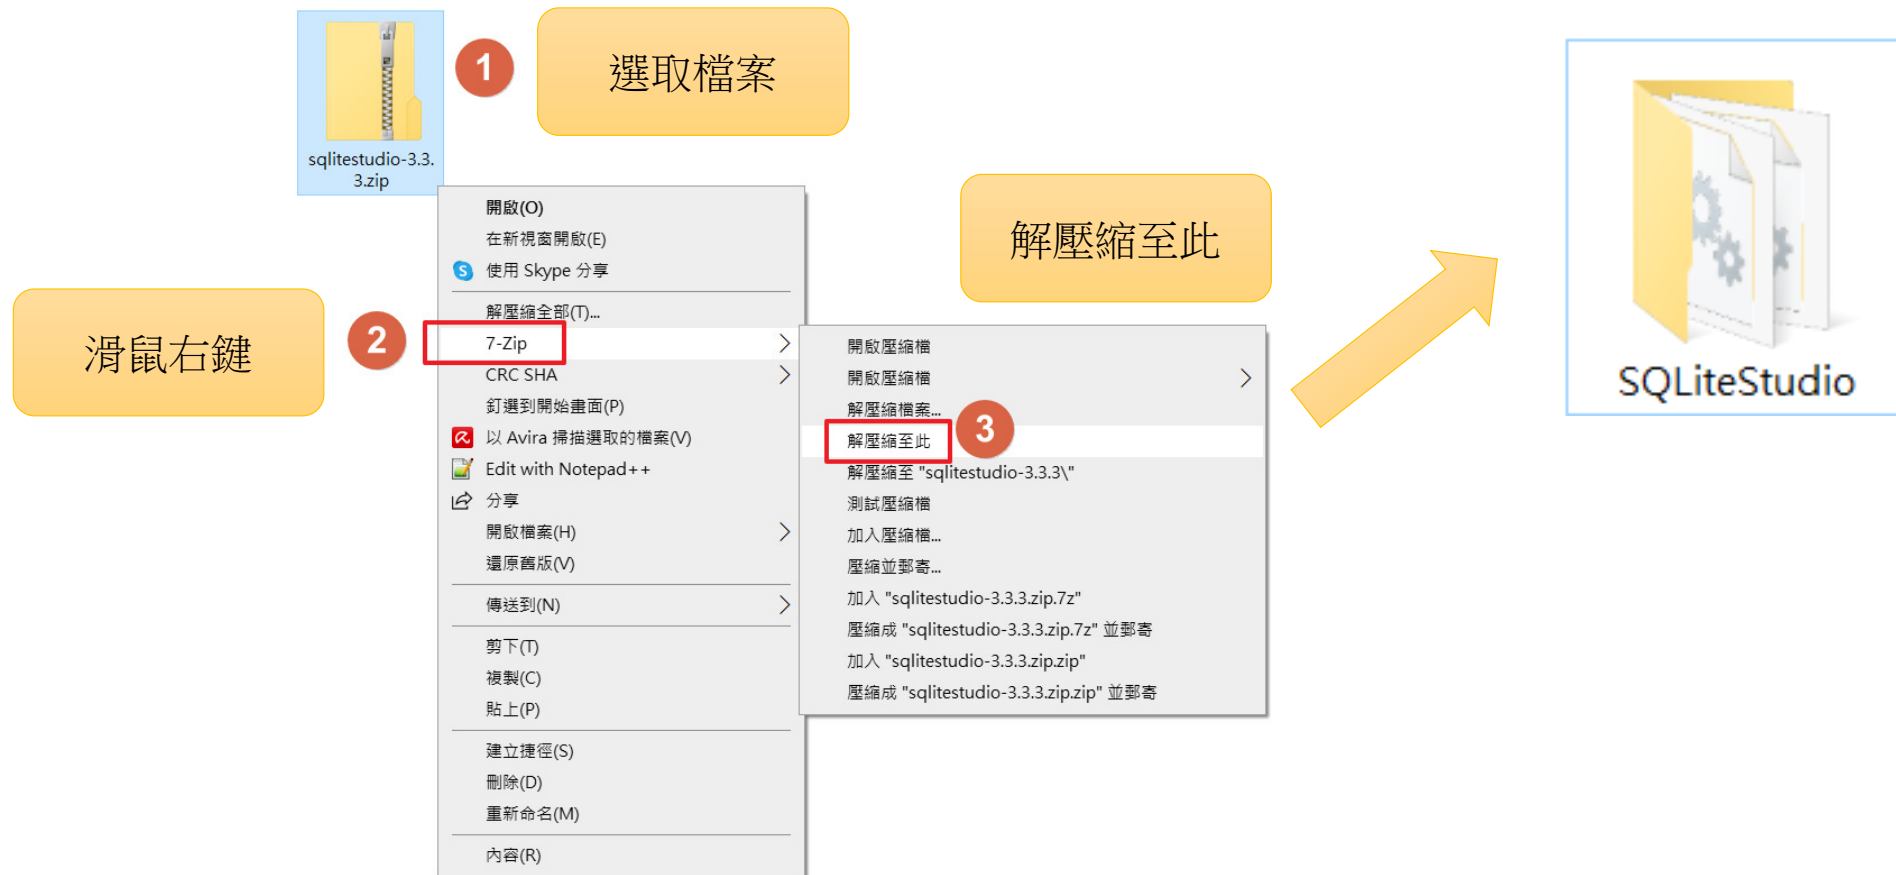 1
選取檔案
sqlitestudio-3.3.
3.zip
開啟(O)
在新視窗開啟(E)
使用 Skype 分享
解壓縮全部(T)...
滑鼠右鍵
2
7-Zip
CRC SHA
釘選到開始畫面(P)
以 Avira 掃描選取的檔案(V)
Edit with Notepad++
分享
開啟檔案(H)
還原舊版(V)
傳送到(N)
剪下(T)
複製(C)
貼上(P)
建立捷徑(S)
刪除(D)
重新命名(M)
內容(R)
解壓縮至此
開啟壓縮檔
開啟壓縮檔
解壓縮檔案...
解壓縮至此
3
解壓縮至 "sqlitestudio-3.3.3\"
測試壓縮檔
加入壓縮檔...
壓縮並郵寄...
加入 "sqlitestudio-3.3.3.zip.7z"
壓縮成 "sqlitestudio-3.3.3.zip.7z" 並郵寄
加入 "sqlitestudio-3.3.3.zip.zip"
壓縮成 "sqlitestudio-3.3.3.zip.zip" 並郵寄
SQLiteStudio